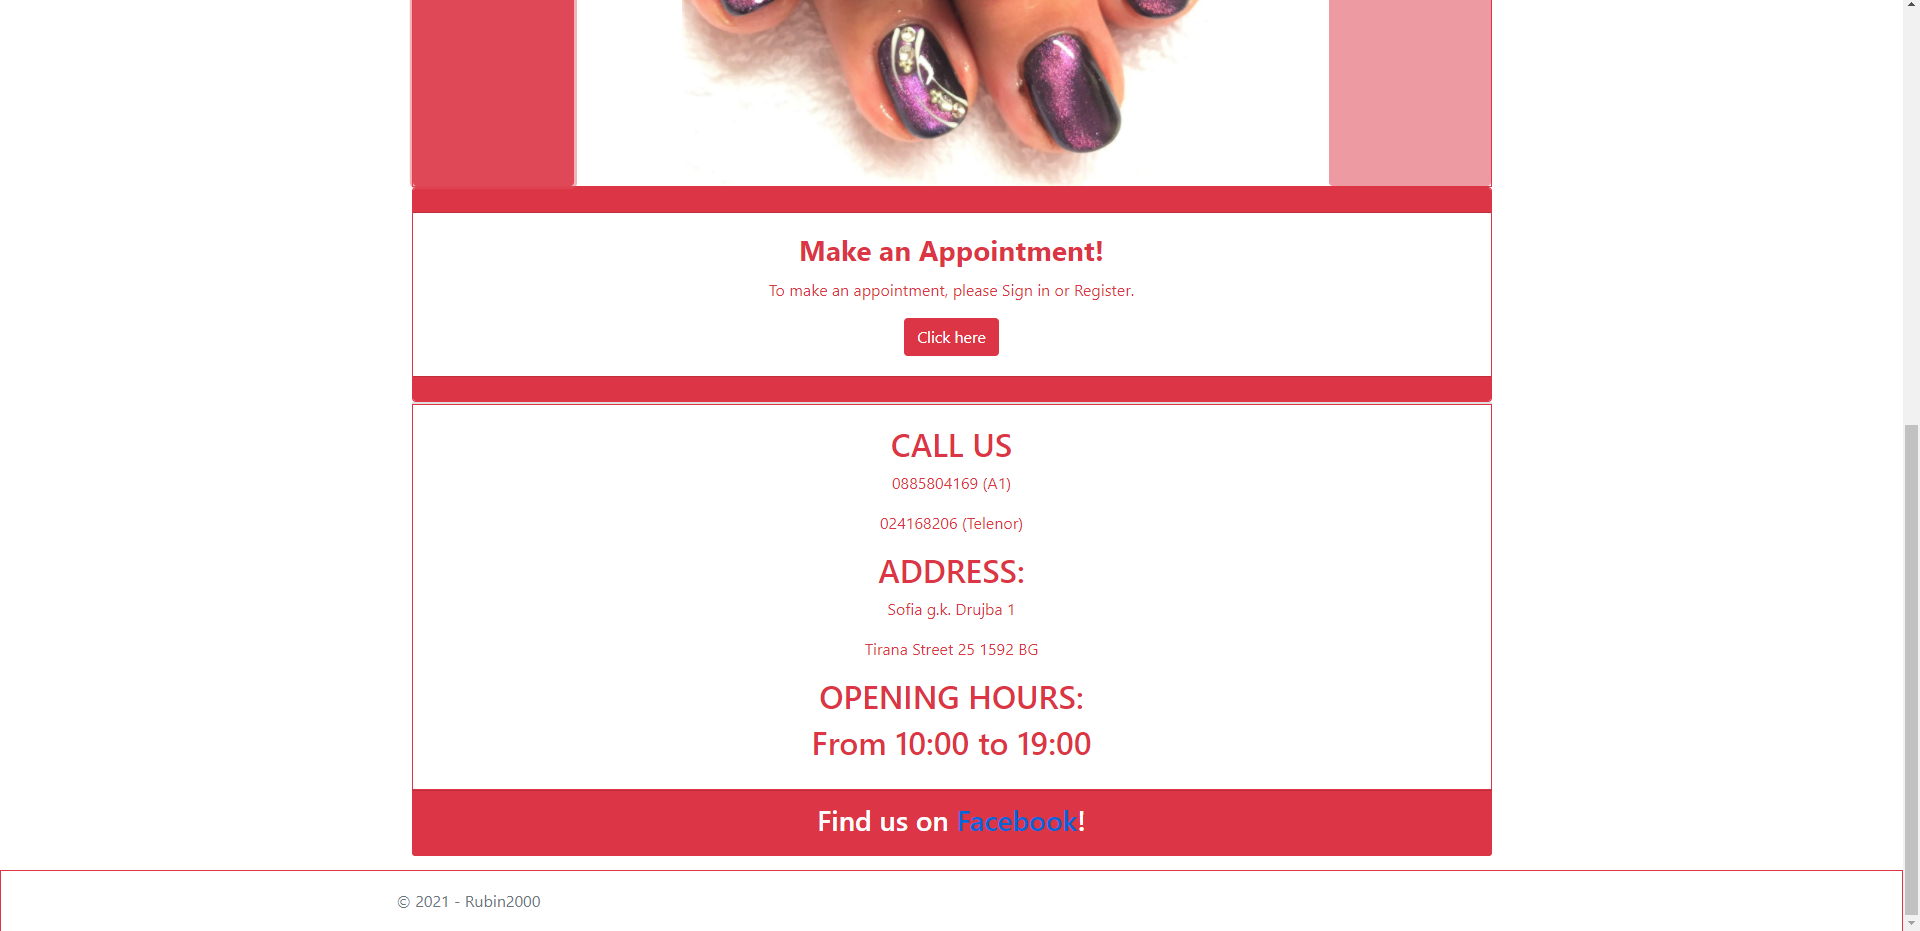 Make an Appointment!
To make an appointment, please Sign in or Register.
Click here
CALL US
0885804169 (A1)
024168206 (Telenor)
ADDRESS:
Sofia g.k. Drujba 1
Tirana Street 25 1592 BG
OPENING HOURS:
From 10:00 to 19:00
Find us on Facebook!
© 2021 - Rubin2000